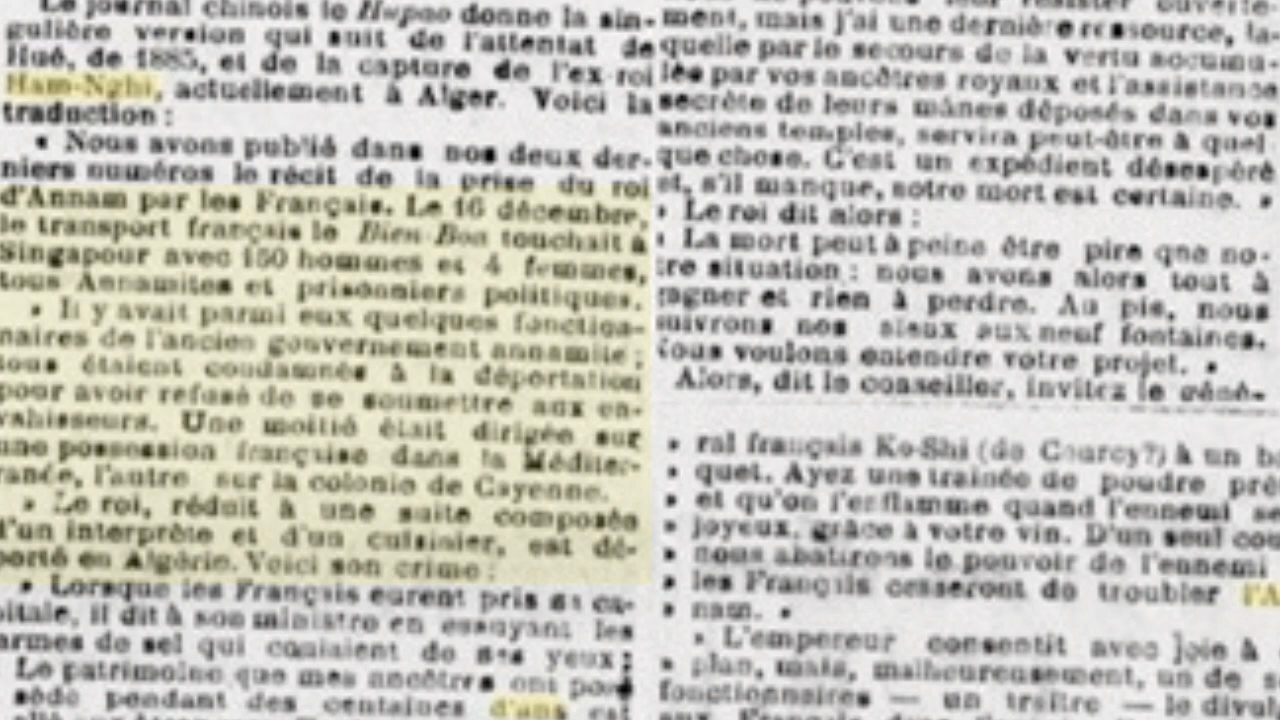 Le journal chinois le Hupao donne la sin-
gulière version qui suit de l'attentat de
Hué, de 1885, et de la capture de l'ex roi
Ham-Nghi, actuellement à Alger. Voici la
traduction :
« Nous avons publié dans nos deux der-
niers numéros le récit de la prise du roi
d'Annam par les Français. Le 16 décembre,
le transport français le Bien-Hoa touchait à
Singapour avec 150 hommes et 4 femmes,
tous Annamites et prisonniers politiques.
» Il y avait parmi eux quelques fonction-
naires de l'ancien gouvernement annamite ;
tous étaient condamnés à la déportation
pour avoir refusé de se soumettre aux en-
vahisseurs. Une moitié était dirigée sur
une possession française dans la Méditer-
ranée, l'autre sur la colonie de Cayenne.
» Le roi, réduit à une suite composée
d'un interprète et d'un cuisinier, est dé-
porté en Algérie. Voici son crime :
» Lorsque les Français eurent pris sa ca-
pitale, il dit à son ministre en essuyant les
armes de sel qui coulaient de ses yeux :
Le patrimoine que mes ancêtres ont pos-
sédé pendant des centaines d'ans est
ment, mais j'ai une dernière ressource, la-
quelle par le secours de la vertu accumu-
lée par vos ancêtres royaux et l'assistance
secrète de leurs mânes déposés dans vos
anciens temples, servira peut-être à quel-
que chose. C'est un expédient désespéré
et, s'il manque, notre mort est certaine. »
» Le roi dit alors :
» La mort peut à peine être pire que no-
tre situation : nous avons alors tout à
gagner et rien à perdre. Au pis, nous
suivrons nos aïeux aux neuf fontaines.
Nous voulons entendre votre projet. »
Alors, dit le conseiller, invitez le géné-
» ral français Ko-Shi (de Courcy?) à un ba
» quet. Ayez une traînée de poudre prê
» et qu'on l'enflamme quand l'ennemi se
» joyeux, grâce à votre vin. D'un seul cou
» nous abattrons le pouvoir de l'ennemi
» les Français cesseront de troubler l'A
» nam. »
» L'empereur consentit avec joie à
» plan, mais, malheureusement, un de s
fonctionnaires — un traître — le divul
aux Français